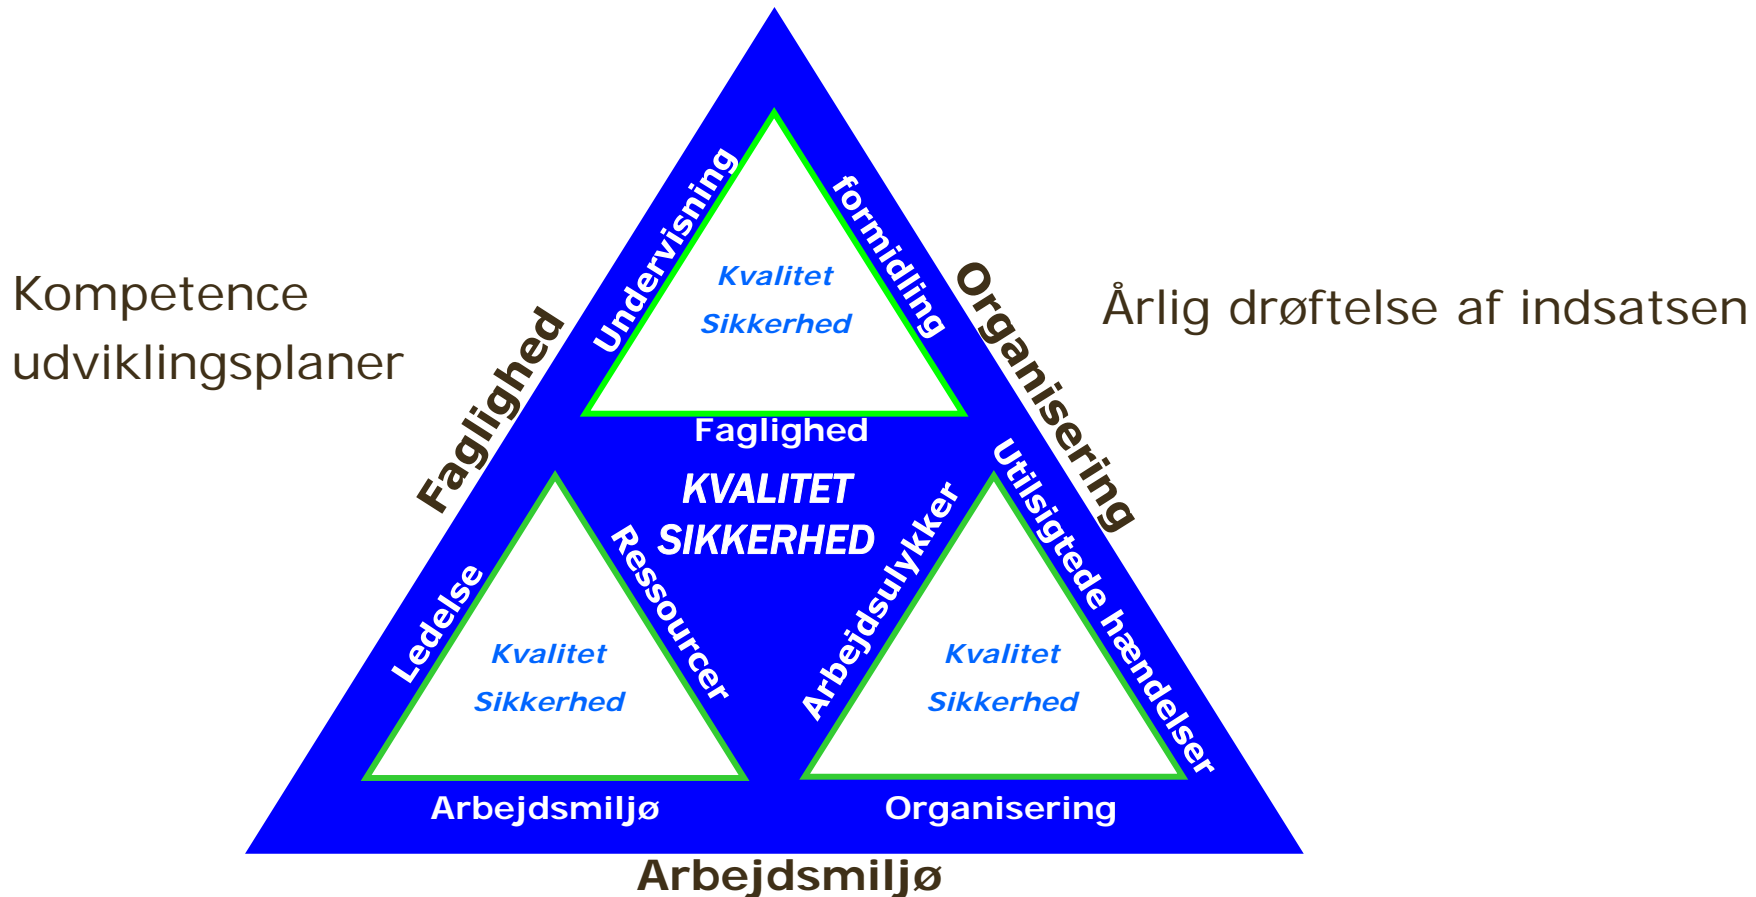 Kompetence
udviklingsplaner
Faglighed
Organisering
Årlig drøftelse af indsatsen
Undervisning
formidling
Kvalitet
Sikkerhed
Faglighed
KVALITET
SIKKERHED
Ledelse
Ressourcer
Kvalitet
Sikkerhed
Arbejdsmiljø
Arbejdsulykker
Utilsigtede hændelser
Kvalitet
Sikkerhed
Organisering
Arbejdsmiljø